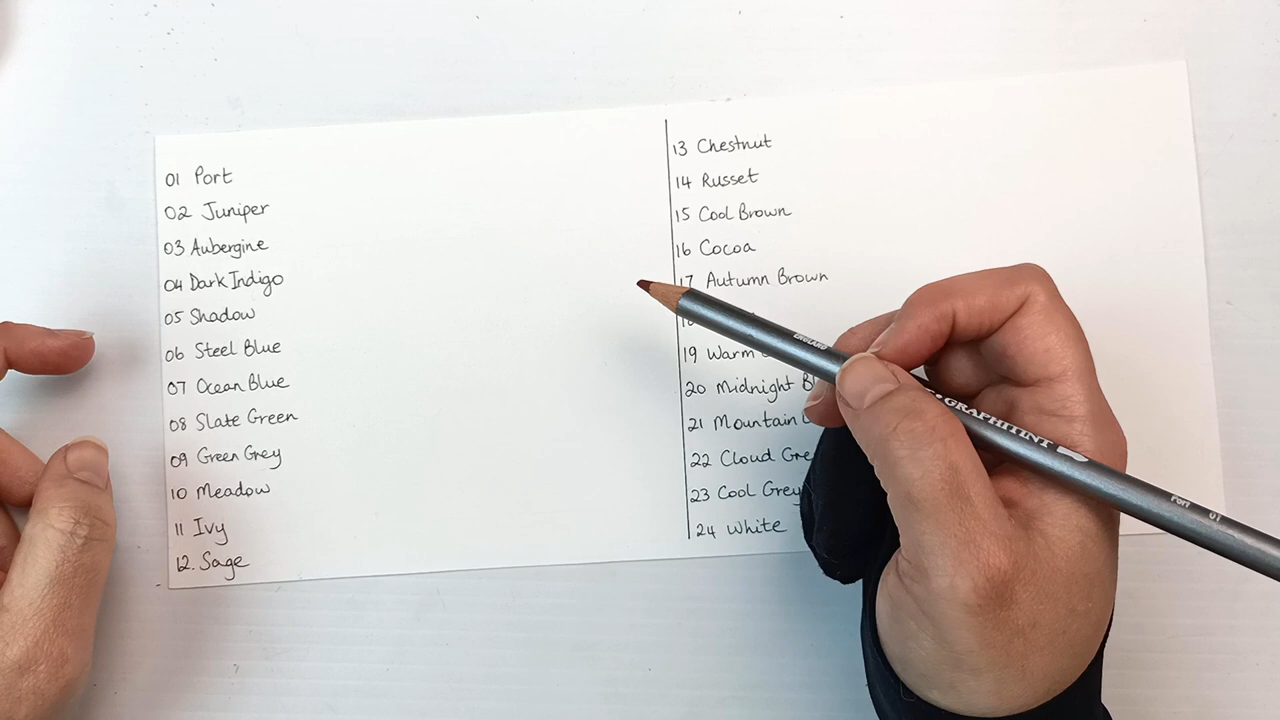 01 Port
02 Juniper
03 Aubergine
04 Dark Indigo
05 Shadow
06 Steel Blue
07 Ocean Blue
08 Slate Green
09 Green Grey
10 Meadow
11 Ivy
12. Sage
13 Chestnut
14 Russet
15 Cool Brown
16 Cocoa
17 Autumn Brown
19 Warm
20 Midnight
21 Mountain
22 Cloud
23 Cool Grey
24 White
ENGLAND
GRAPHITINT
Port 01